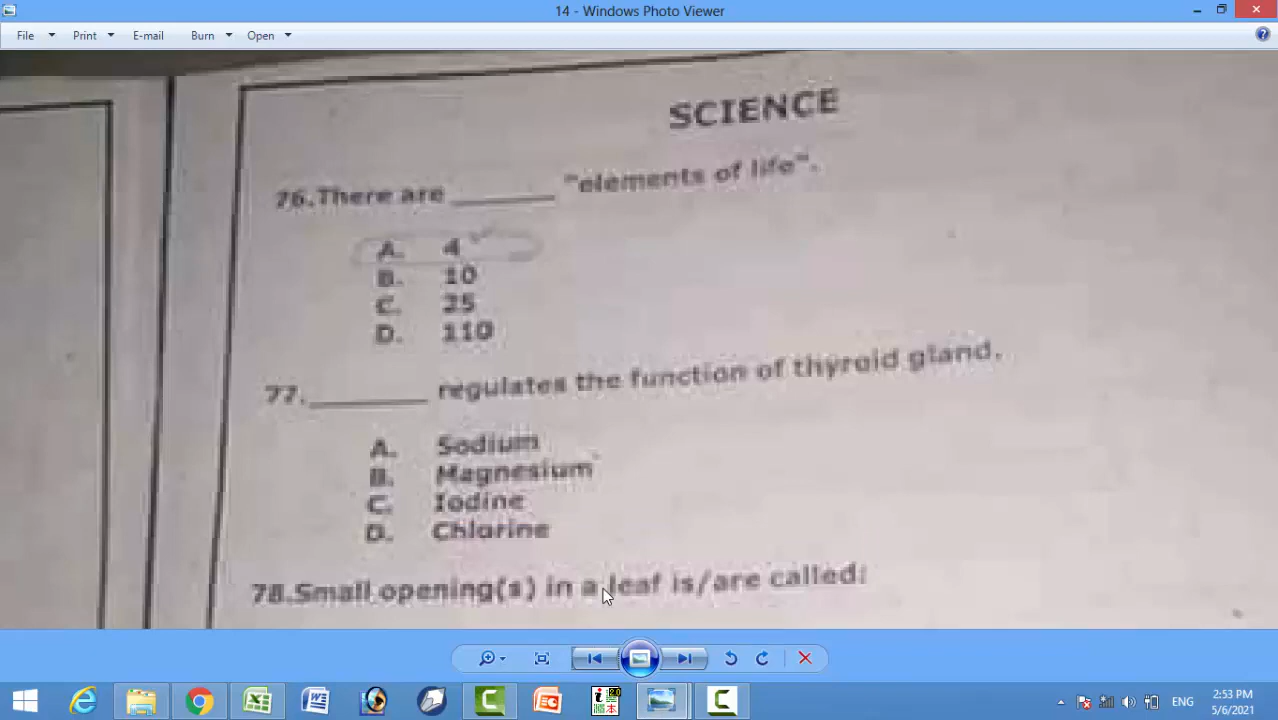 14 - Windows Photo Viewer
File Print E-mail Burn Open
SCIENCE
76.There are ________ "elements of life".
A. 4
B. 10
C. 25
D. 110
77.________ regulates the function of thyroid gland.
A. Sodium
B. Magnesium
C. Iodine
D. Chlorine
78.Small opening(s) in a leaf is/are called:
ENG
2:53 PM
5/6/2021